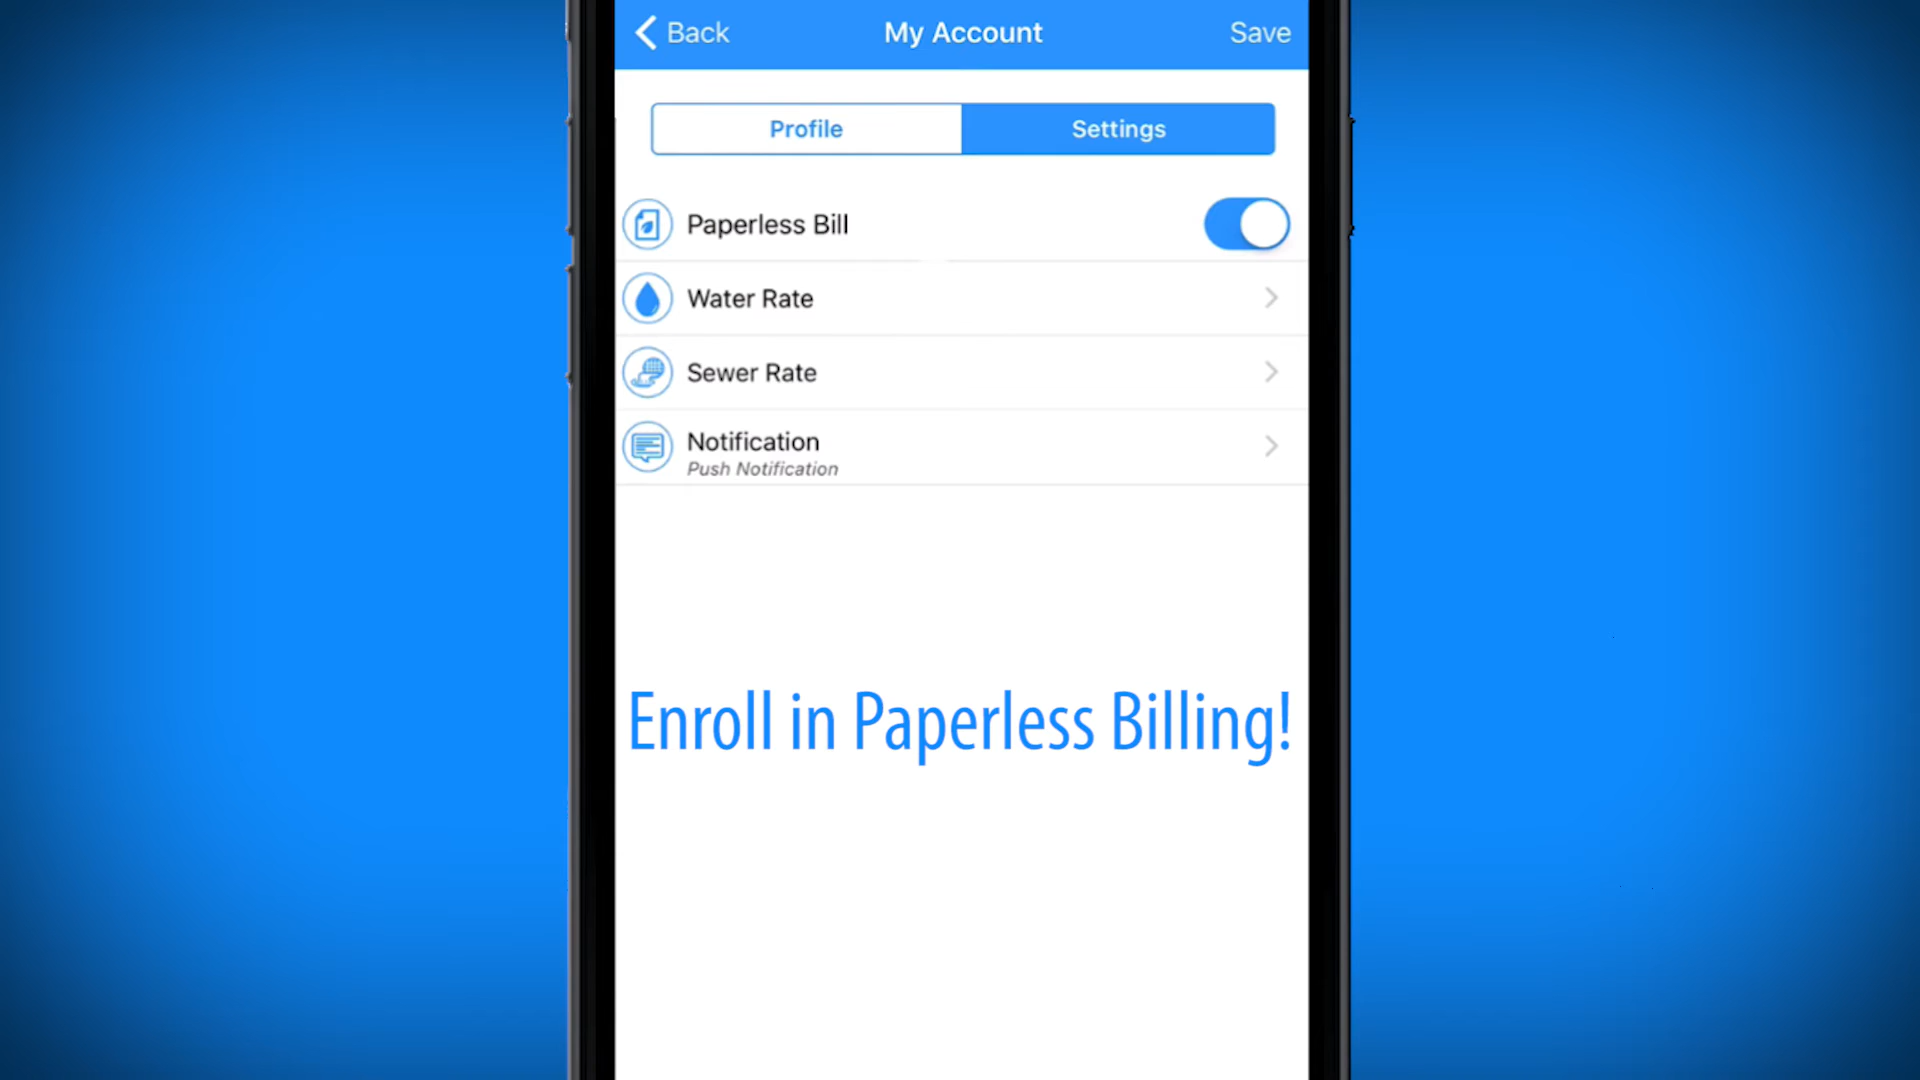 Back
My Account
Save
Profile
Settings
Paperless Bill
Water Rate
Sewer Rate
Notification
Push Notification
Enroll in Paperless Billing!